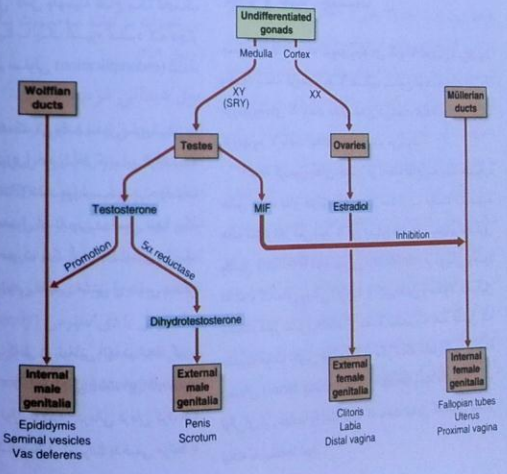 Undifferentiated
gonads
Medulla
Cortex
Wolffian
ducts
XY
(SRY)
XX
Müllerian
ducts
Testes
Ovaries
Testosterone
MIF
Estradiol
Promotion
5α reductase
Inhibition
Dihydrotestosterone
Internal
male
genitalia
External
male
genitalia
External
female
genitalia
Internal
female
genitalia
Epididymis
Seminal vesicles
Vas deferens
Penis
Scrotum
Clitoris
Labia
Distal vagina
Fallopian tubes
Uterus
Proximal vagina